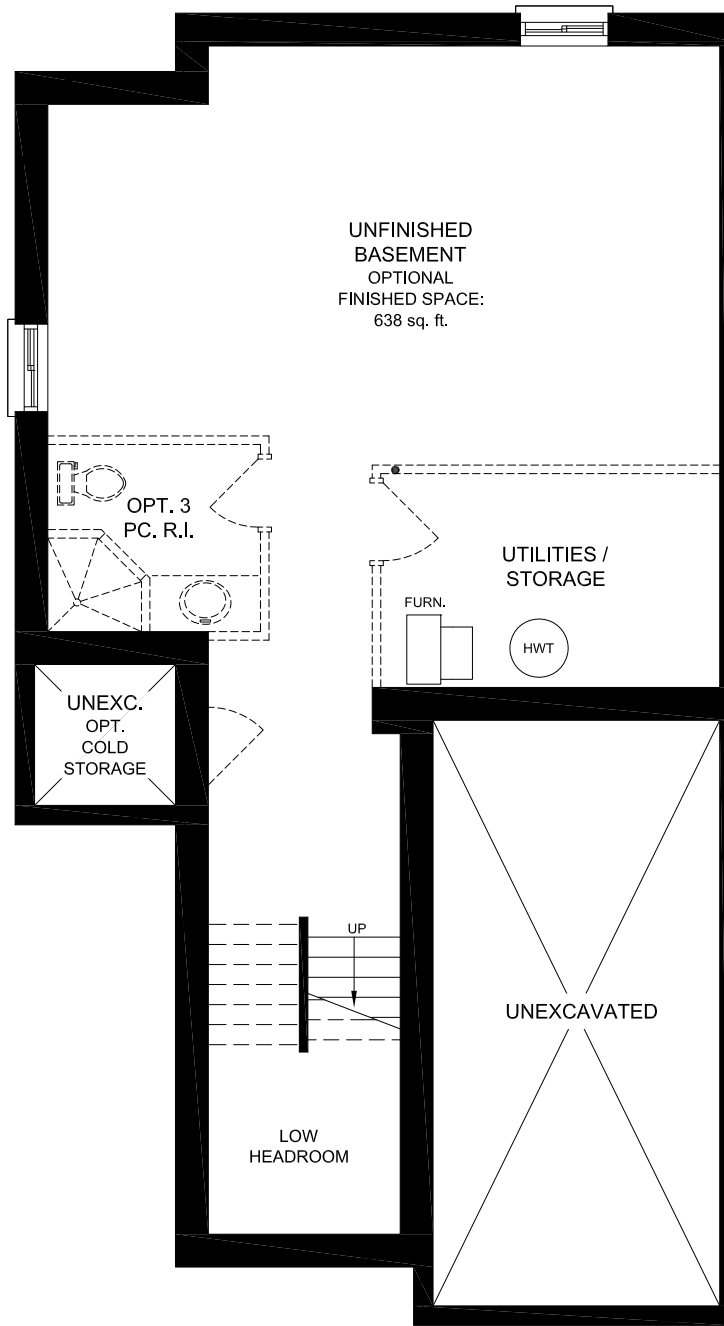 UNFINISHED
BASEMENT
OPTIONAL
FINISHED SPACE:
638 sq. ft.
OPT. 3
PC. R.I.
UTILITIES /
STORAGE
FURN.
HWT
UNEXC.
OPT.
COLD
STORAGE
UP
UNEXCAVATED
LOW
HEADROOM